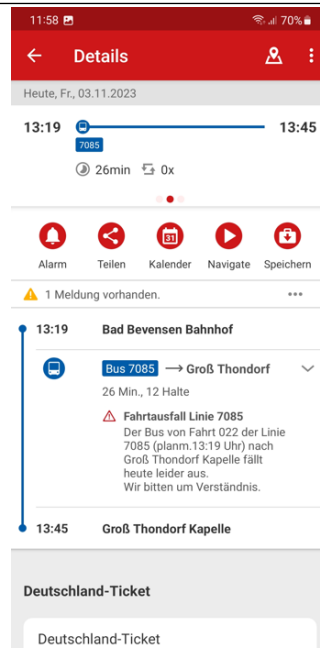 11:58 70%
Details
Heute, Fr., 03.11.2023
13:19 13:45
7085
26min 0x
31
Alarm Teilen Kalender Navigate Speichern
1 Meldung vorhanden.
13:19 Bad Bevensen Bahnhof
Bus 7085 → Groß Thondorf
26 Min., 12 Halte
Fahrtausfall Linie 7085
Der Bus von Fahrt 022 der Linie
7085 (planm.13:19 Uhr) nach
Groß Thondorf Kapelle fällt
heute leider aus.
Wir bitten um Verständnis.
13:45 Groß Thondorf Kapelle
Deutschland-Ticket
Deutschland-Ticket